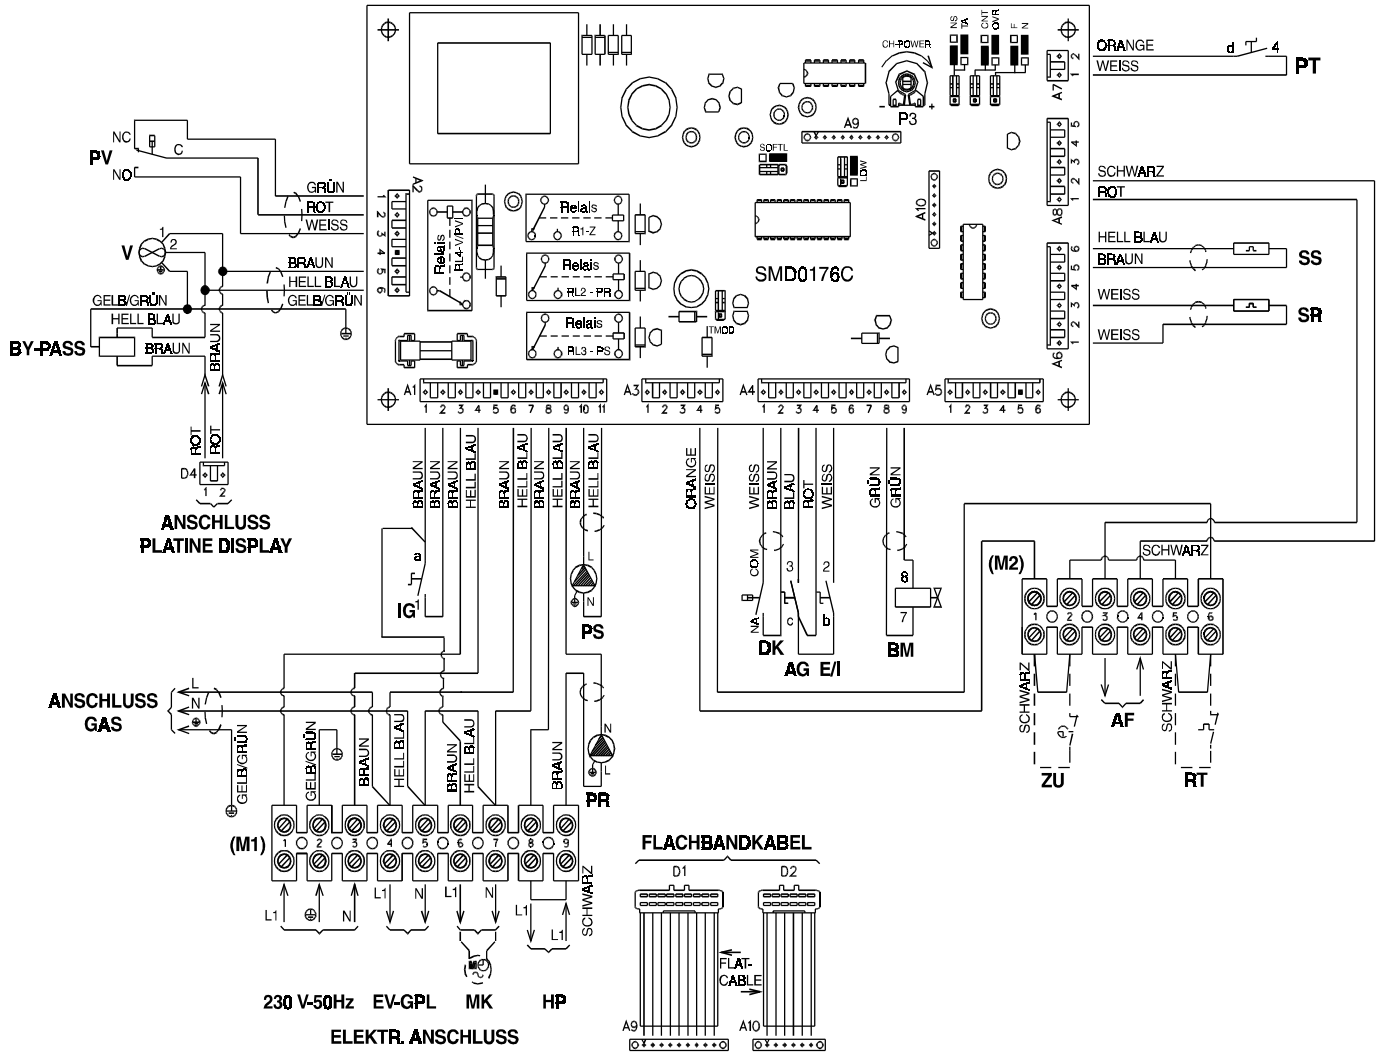 NS
TA
CNT
OVR
F
N
CH-POWER
P3
- +
A7
2
1
ORANGE
WEISS
d
4
PT
NC
PV
C
NO
GRÜN
ROT
WEISS
A2
1
2
3
4
5
6
Relais
RL4-V/PV
Relais
R1-Z
Relais
RL2 - PR
Relais
RL3 - PS
SOFTL
LOW
A9
A10
SMD0176C
TMOD
A8
5
4
3
2
1
SCHWARZ
ROT
V
1
2
BRAUN
HELL BLAU
GELB/GRÜN
GELB/GRÜN
HELL BLAU
BRAUN
BY-PASS
BRAUN
A6
6
5
4
3
2
1
HELL BLAU
BRAUN
SS
WEISS
WEISS
SR
A1
1 2 3 4 5 6 7 8 9 10 11
A3
1 2 3 4 5
A4
1 2 3 4 5 6 7 8 9
A5
1 2 3 4 5 6
ROT
ROT
D4
1 2
ANSCHLUSS
PLATINE DISPLAY
BRAUN
BRAUN
BRAUN
HELL BLAU
BRAUN
HELL BLAU
BRAUN
HELL BLAU
BRAUN
BRAUN
HELL BLAU
ORANGE
WEISS
WEISS
BRAUN
BLAU
ROT
WEISS
GRÜN
GRÜN
a
1
IG
L
N
PS
COM
NA
DK
3
c
AG
2
b
E/I
8
7
BM
SCHWARZ
(M2)
1 2 3 4 5 6
SCHWARZ
ZU
AF
SCHWARZ
RT
ANSCHLUSS
GAS
L
N
GELB/GRÜN
GELB/GRÜN
BRAUN
HELL BLAU
BRAUN
HELL BLAU
BRAUN
N
L
PR
(M1)
1 2 3 4 5 6 7 8 9
L1
N
L1
N
L1
N
L1
L1
SCHWARZ
M
230 V-50Hz
EV-GPL
MK
HP
ELEKTR. ANSCHLUSS
FLACHBANDKABEL
D1
D2
FLAT-
CABLE
A9
A10